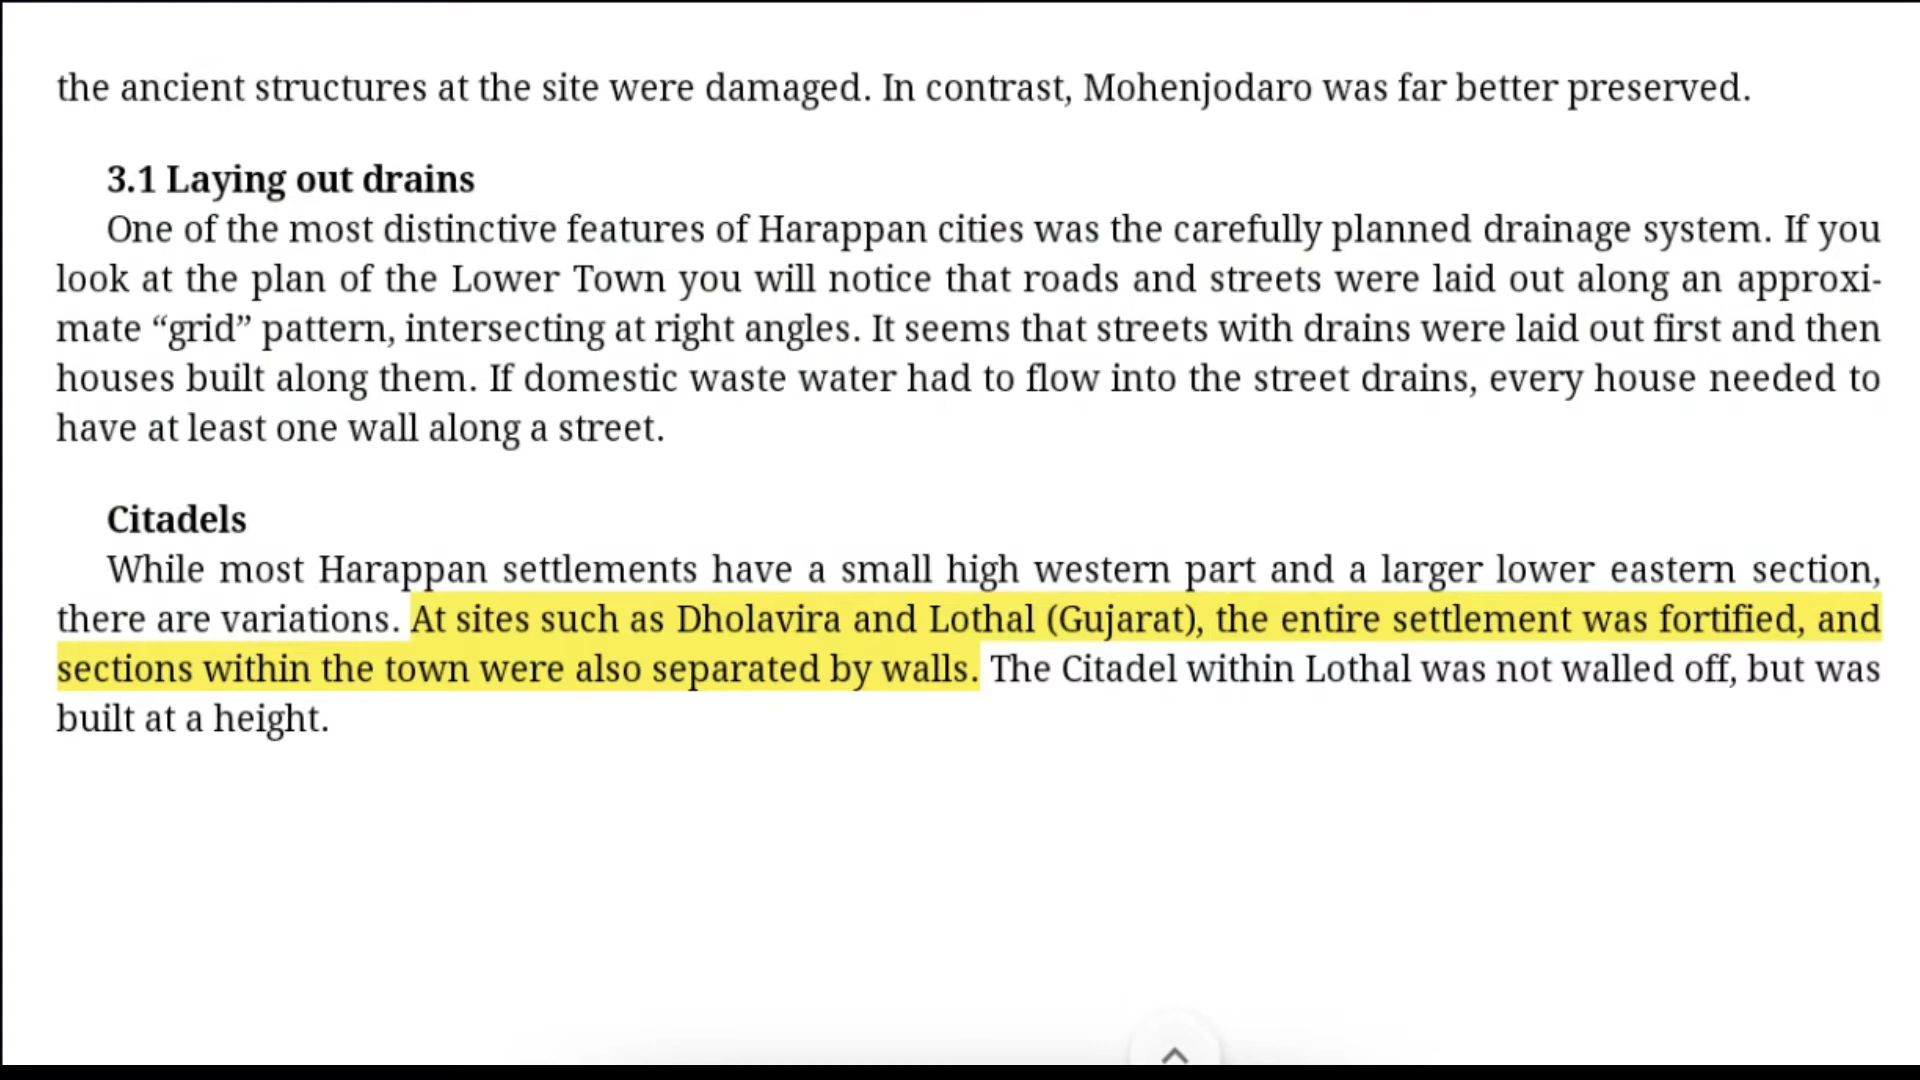 the ancient structures at the site were damaged. In contrast, Mohenjodaro was far better preserved.
3.1 Laying out drains
One of the most distinctive features of Harappan cities was the carefully planned drainage system. If you
look at the plan of the Lower Town you will notice that roads and streets were laid out along an approxi-
mate “grid” pattern, intersecting at right angles. It seems that streets with drains were laid out first and then
houses built along them. If domestic waste water had to flow into the street drains, every house needed to
have at least one wall along a street.
Citadels
While most Harappan settlements have a small high western part and a larger lower eastern section,
there are variations. At sites such as Dholavira and Lothal (Gujarat), the entire settlement was fortified, and
sections within the town were also separated by walls. The Citadel within Lothal was not walled off, but was
built at a height.